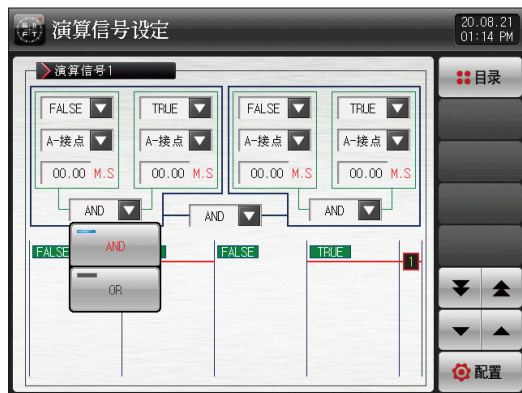 演算信号设定
20.08.21
01:14 PM
演算信号1
目录
FALSE TRUE FALSE TRUE
A-接点 A-接点 A-接点 A-接点
00.00 M.S 00.00 M.S 00.00 M.S 00.00 M.S
AND AND AND
FALSE FALSE TRUE
AND
1
OR
配置